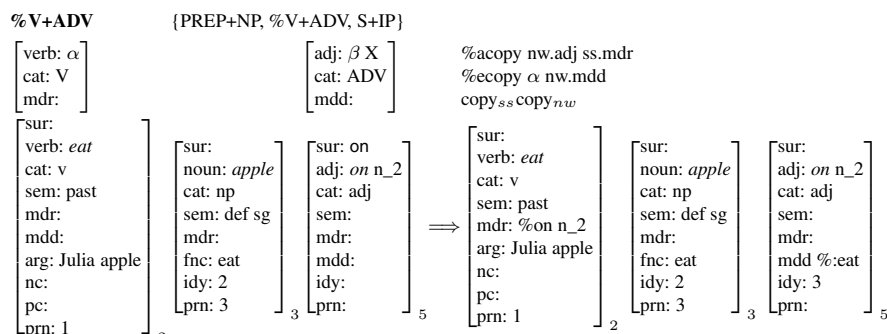 %V+ADV {PREP+NP, %V+ADV, S+IP}
verb: α adj: β X %acopy nw.adj ss.mdr
cat: V cat: ADV %ecopy α nw.mdd
mdr: mdd: copy_ss copy_nw
sur: sur: sur: on sur: sur: sur:
verb: eat noun: apple adj: on n_2 verb: eat noun: apple adj: on n_2
cat: v cat: np cat: adj cat: v cat: np cat: adj
sem: past sem: def sg sem: sem: past sem: def sg sem:
mdr: mdr: mdr: ⟹ mdr: %on n_2 mdr: mdr:
mdd: fnc: eat mdd: arg: Julia apple fnc: eat mdd %:eat
arg: Julia apple idy: 2 idy: nc: idy: 2 idy: 3
nc: prn: 3 prn: pc: prn: 3 prn:
pc: 3 5 prn: 1 2 3 5
prn: 1